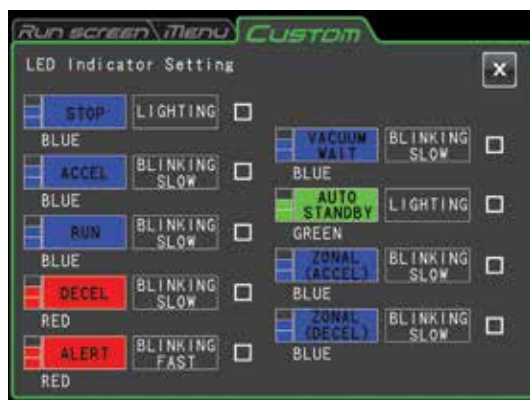 Run screen Menu Custom
LED Indicator Setting
X
STOP LIGHTING
BLUE
ACCEL BLINKING SLOW
BLUE
RUN BLINKING SLOW
BLUE
DECEL BLINKING SLOW
RED
ALERT BLINKING FAST
RED
VACUUM WAIT BLINKING SLOW
BLUE
AUTO STANDBY LIGHTING
GREEN
ZONAL (ACCEL) BLINKING SLOW
BLUE
ZONAL (DECEL) BLINKING SLOW
BLUE